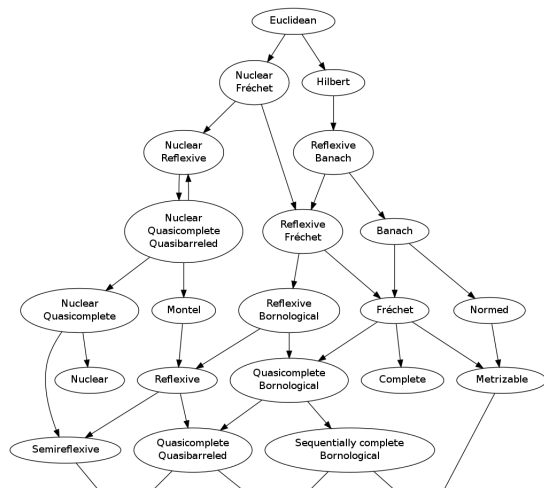 Euclidean
Nuclear
Fréchet
Hilbert
Nuclear
Reflexive
Reflexive
Banach
Nuclear
Quasicomplete
Quasibarreled
Reflexive
Fréchet
Banach
Nuclear
Quasicomplete
Montel
Reflexive
Bornological
Fréchet
Normed
Nuclear
Reflexive
Quasicomplete
Bornological
Complete
Metrizable
Semireflexive
Quasicomplete
Quasibarreled
Sequentially complete
Bornological